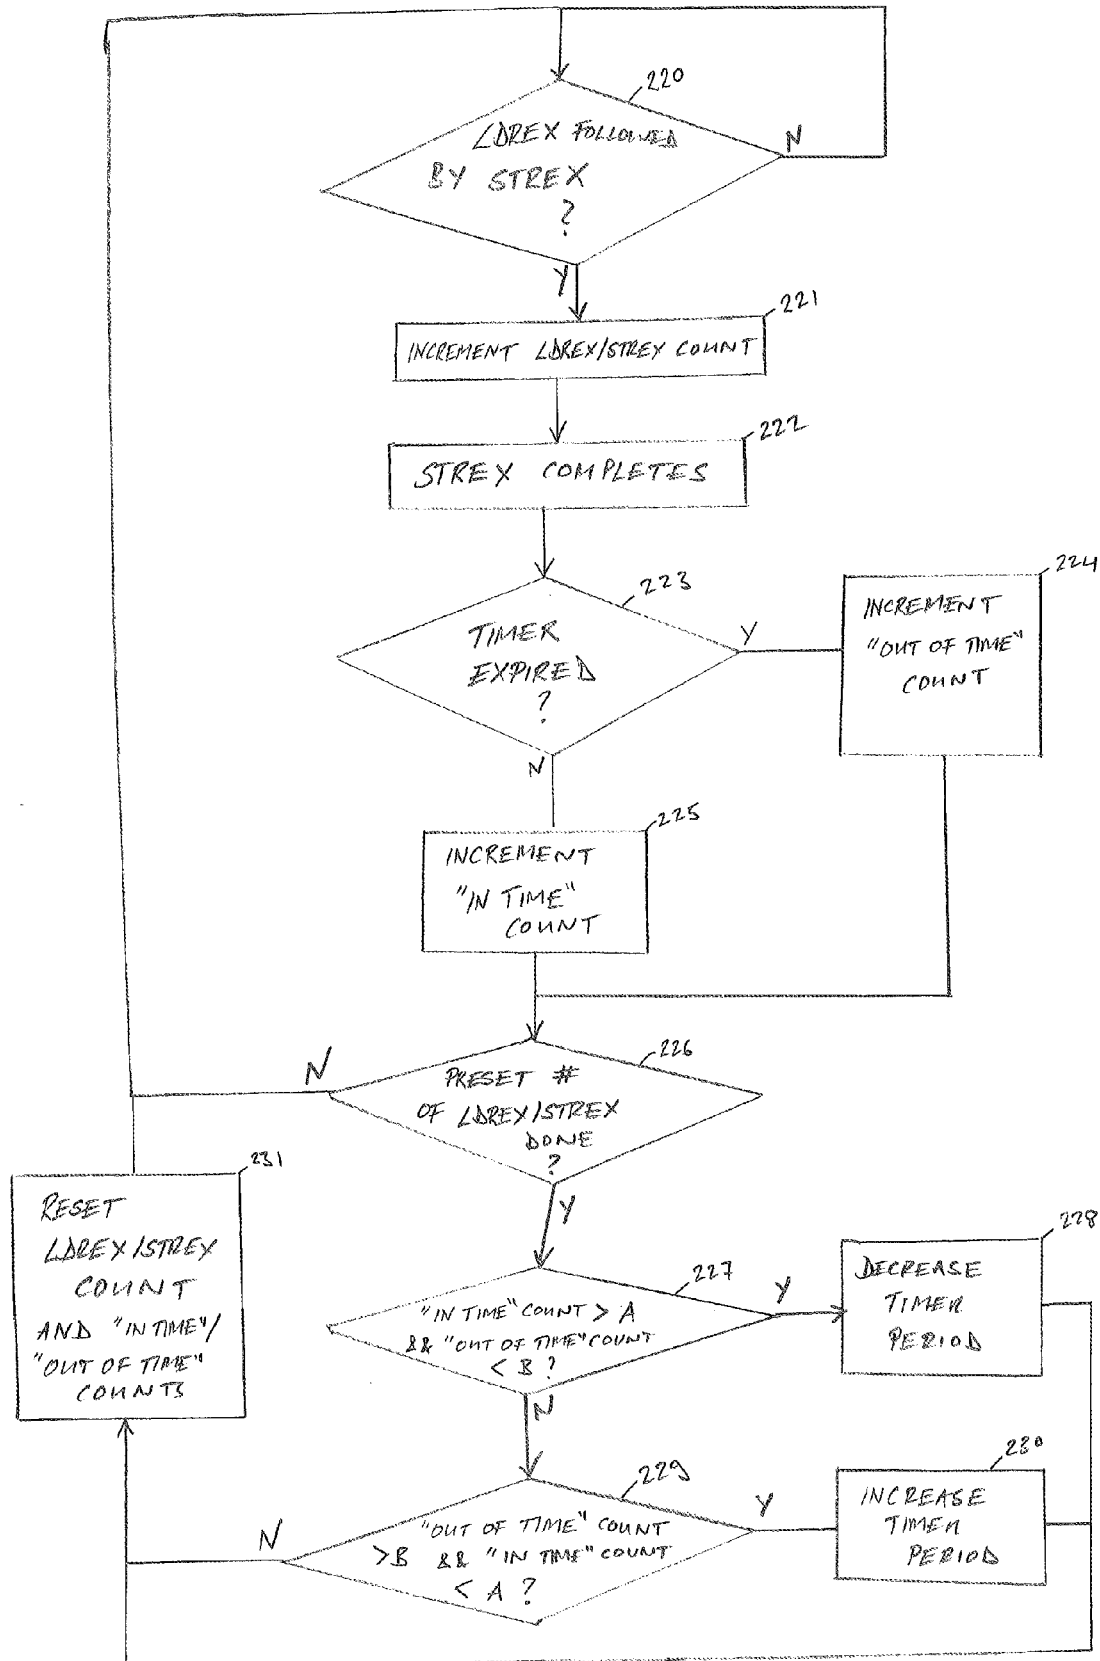 220
LDREX FOLLOWED
BY STREX
?
N
Y
221
INCREMENT LDREX/STREX COUNT
222
STREX COMPLETES
223
TIMER
EXPIRED
?
Y
N
224
INCREMENT
"OUT OF TIME"
COUNT
225
INCREMENT
"IN TIME"
COUNT
226
PRESET #
OF LDREX/STREX
DONE
?
N
Y
231
RESET
LDREX/STREX
COUNT
AND "IN TIME"/
"OUT OF TIME"
COUNTS
227
"IN TIME" COUNT > A
&& "OUT OF TIME" COUNT
< B ?
Y
N
228
DECREASE
TIMER
PERIOD
229
"OUT OF TIME" COUNT
>B && "IN TIME" COUNT
< A ?
N
Y
230
INCREASE
TIMER
PERIOD